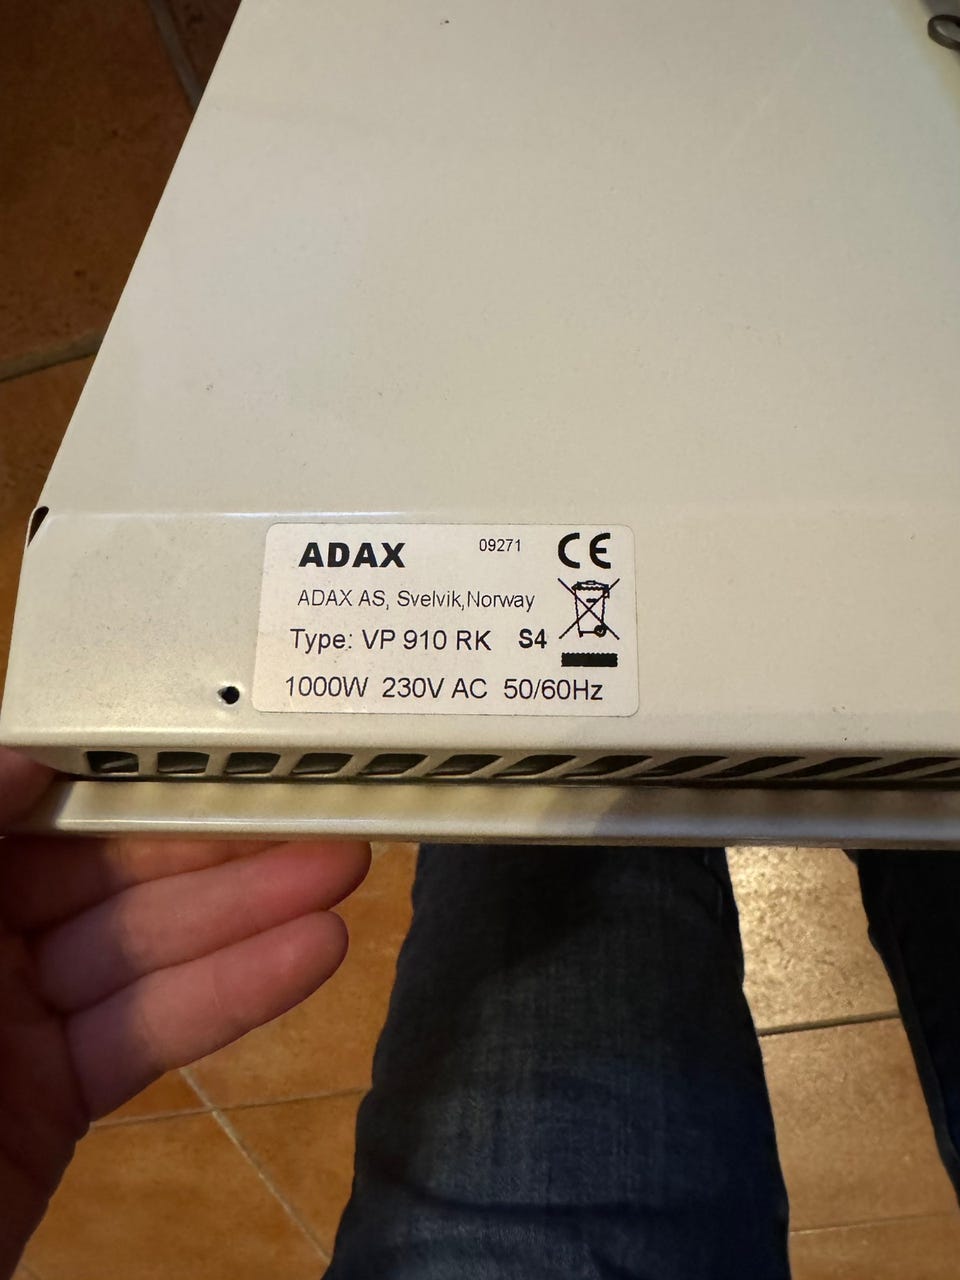 ADAX 09271 CE
ADAX AS, Svelvik,Norway
Type: VP 910 RK S4
1000W 230V AC 50/60Hz